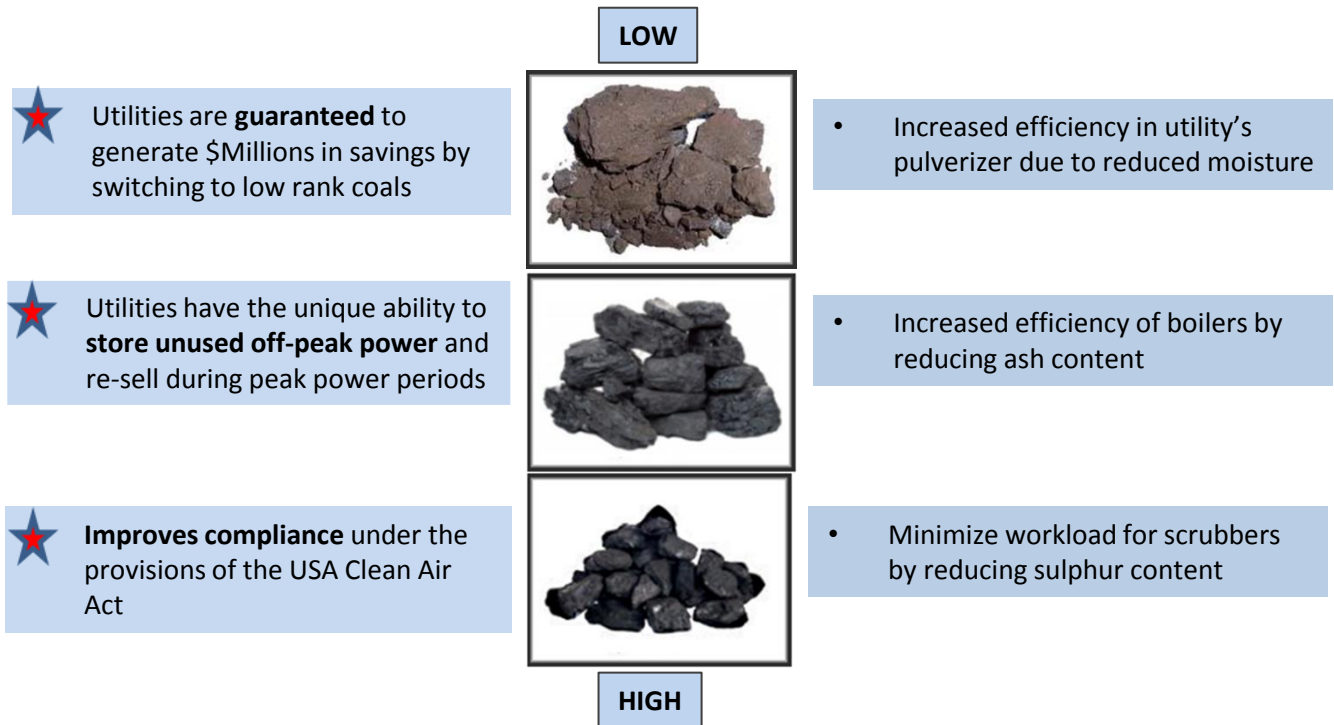 LOW
Utilities are guaranteed to
generate $Millions in savings by
switching to low rank coals
• Increased efficiency in utility’s
pulverizer due to reduced moisture
Utilities have the unique ability to
store unused off-peak power and
re-sell during peak power periods
• Increased efficiency of boilers by
reducing ash content
Improves compliance under the
provisions of the USA Clean Air
Act
• Minimize workload for scrubbers
by reducing sulphur content
HIGH